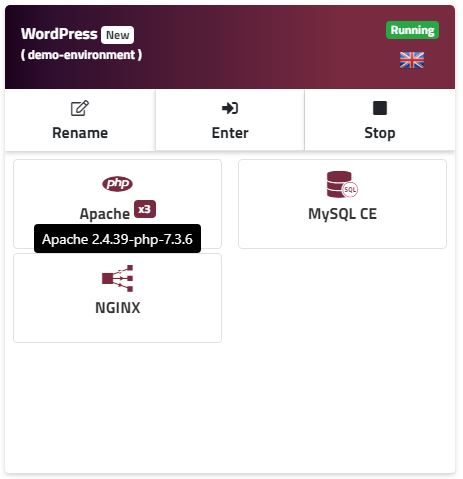 WordPress New
( demo-environment )
Running
Rename
Enter
Stop
php
Apache x3
Apache 2.4.39-php-7.3.6
SQL
MySQL CE
NGINX